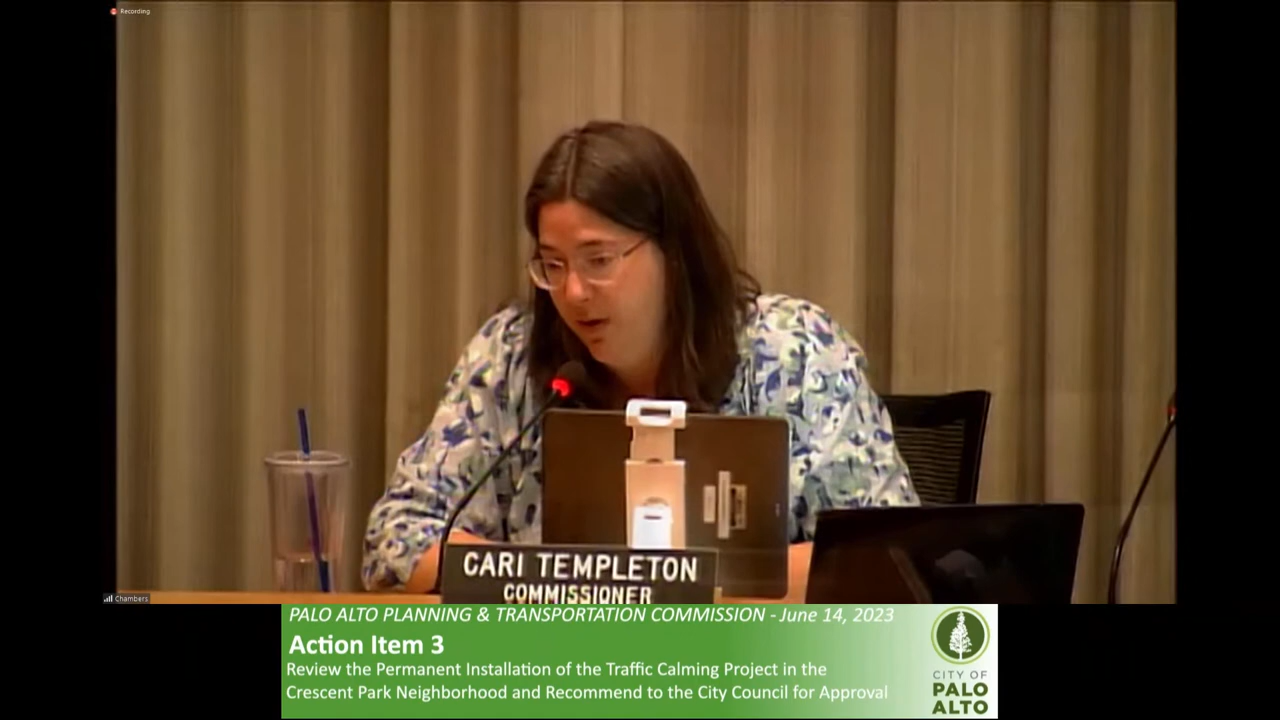 Recording
CARI TEMPLETON
COMMISSIONER
Chambers
PALO ALTO PLANNING & TRANSPORTATION COMMISSION - June 14, 2023
Action Item 3
Review the Permanent Installation of the Traffic Calming Project in the
Crescent Park Neighborhood and Recommend to the City Council for Approval
CITY OF
PALO
ALTO